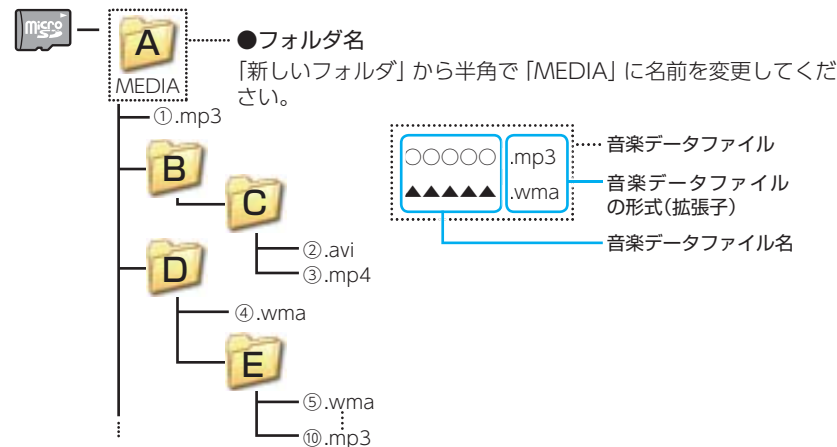 micro SD
A
●フォルダ名
「新しいフォルダ」から半角で「MEDIA」に名前を変更してくだ
さい。
MEDIA
①.mp3
B
C
②.avi
③.mp4
D
④.wma
E
⑤.wma
⑩.mp3
○○○○○ .mp3
▲▲▲▲▲ .wma
音楽データファイル
音楽データファイル
の形式(拡張子)
音楽データファイル名